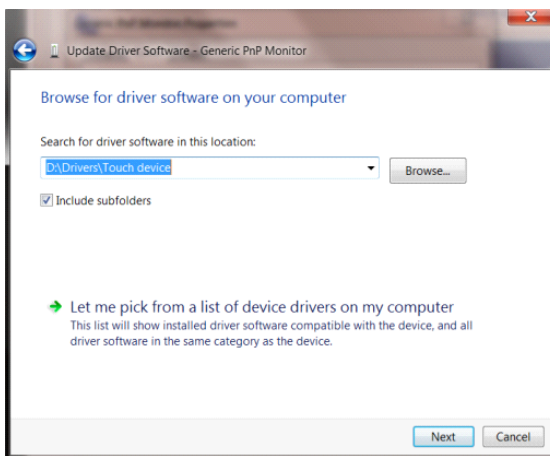 Update Driver Software - Generic PnP Monitor
Browse for driver software on your computer
Search for driver software in this location:
D:\Drivers\Touch device
Browse...
Include subfolders
Let me pick from a list of device drivers on my computer
This list will show installed driver software compatible with the device, and all
driver software in the same category as the device.
Next
Cancel